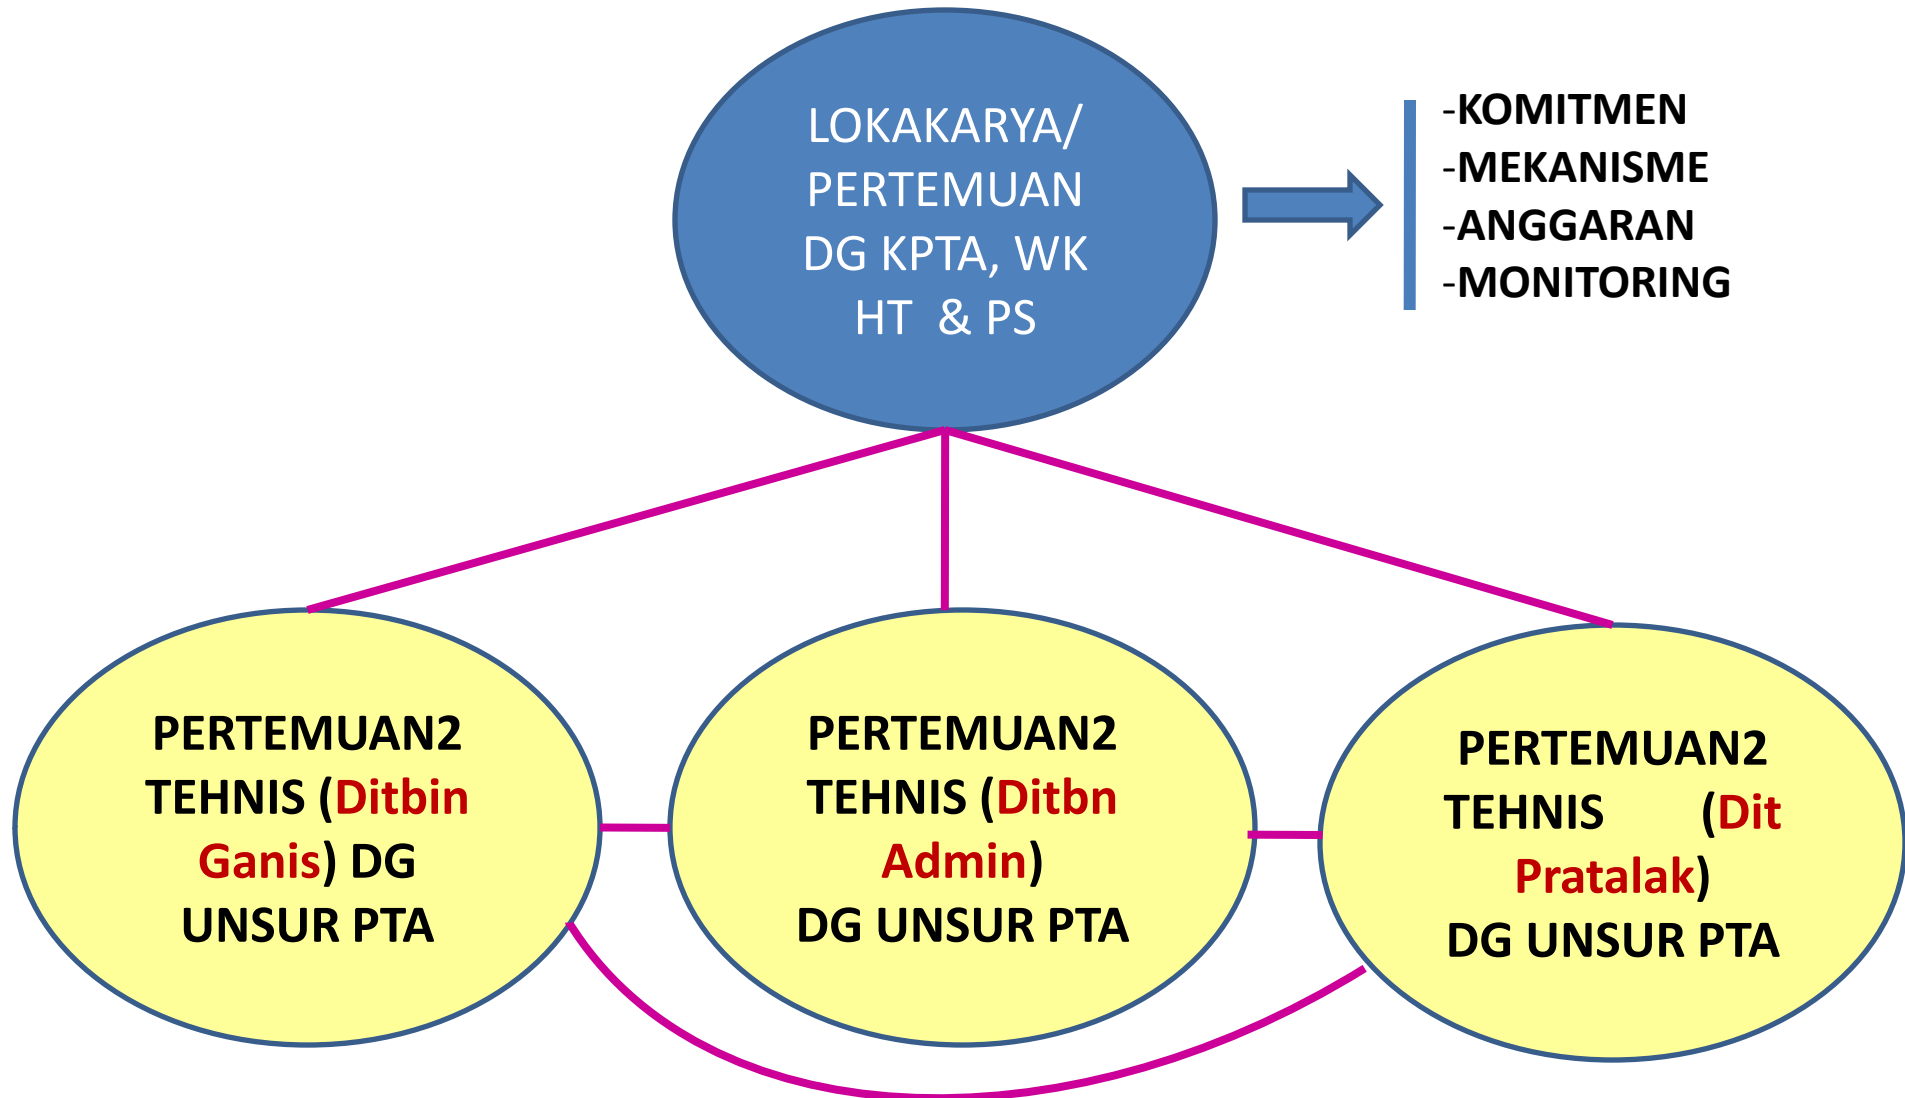 LOKAKARYA/
PERTEMUAN
DG KPTA, WK
HT & PS
-KOMITMEN
-MEKANISME
-ANGGARAN
-MONITORING
PERTEMUAN2
TEHNIS (Ditbin
Ganis) DG
UNSUR PTA
PERTEMUAN2
TEHNIS (Ditbn
Admin)
DG UNSUR PTA
PERTEMUAN2
TEHNIS (Dit
Pratalak)
DG UNSUR PTA